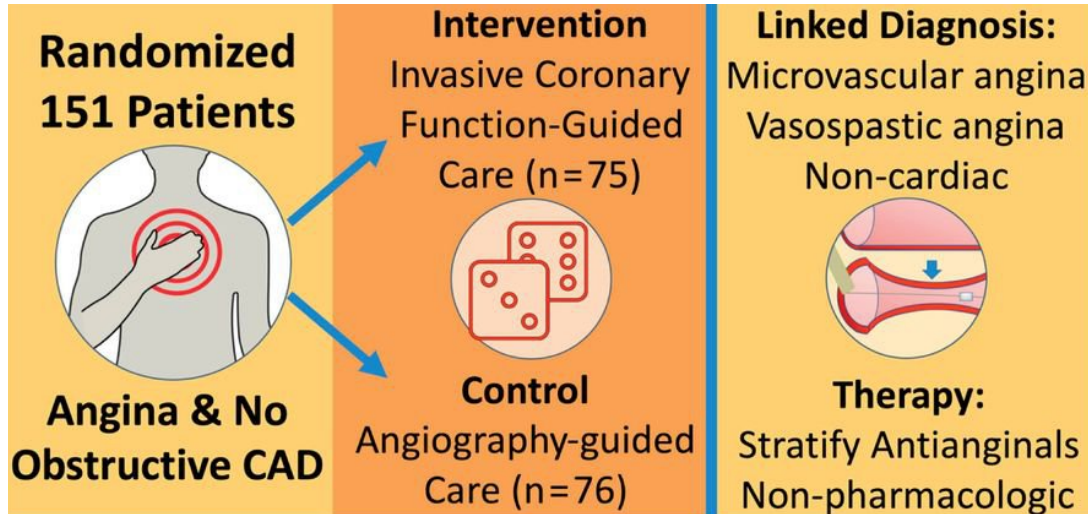 Randomized
151 Patients
Angina & No
Obstructive CAD
Intervention
Invasive Coronary
Function-Guided
Care (n=75)
Control
Angiography-guided
Care (n=76)
Linked Diagnosis:
Microvascular angina
Vasospastic angina
Non-cardiac
Therapy:
Stratify Antianginals
Non-pharmacologic